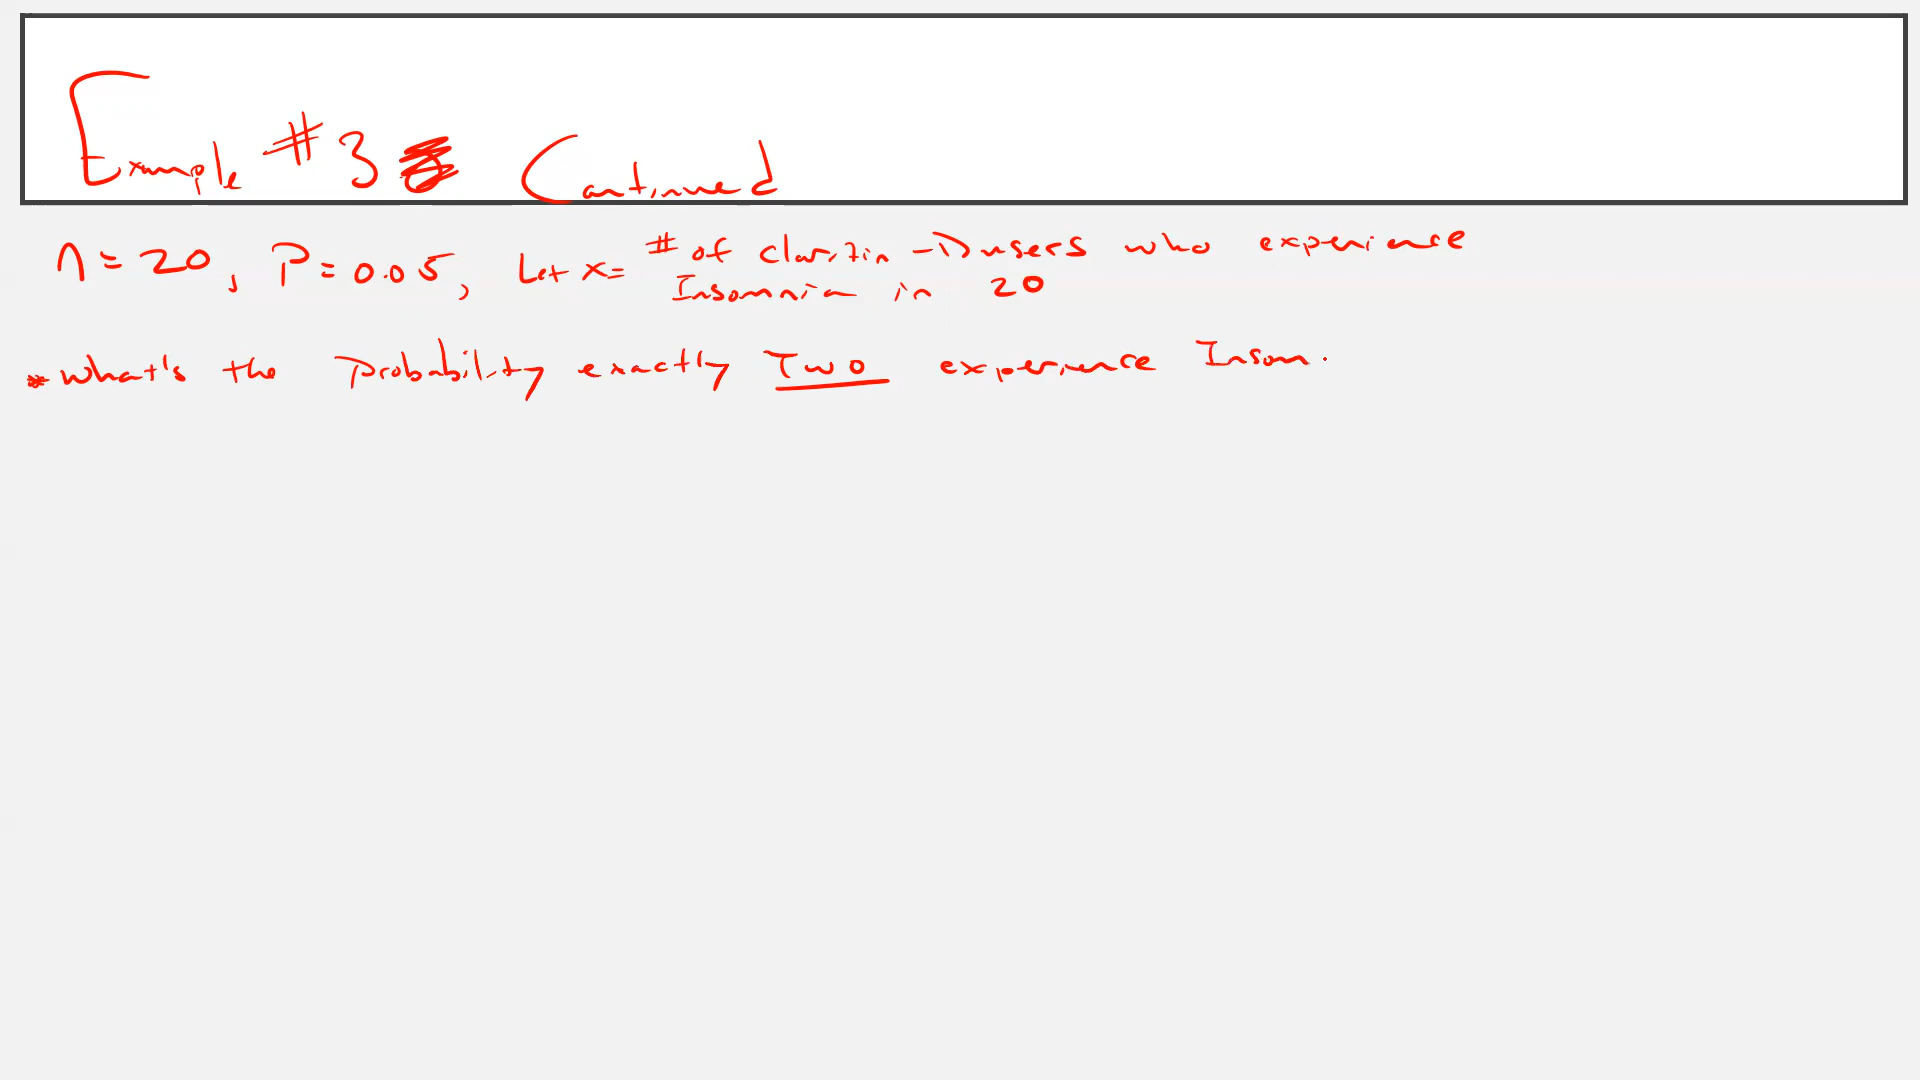 Example #3 Continued
n = 20, P = 0.05, Let x = # of claritin-D users who experience
Insomnia in 20
* what's the Probability exactly Two experience Insom.